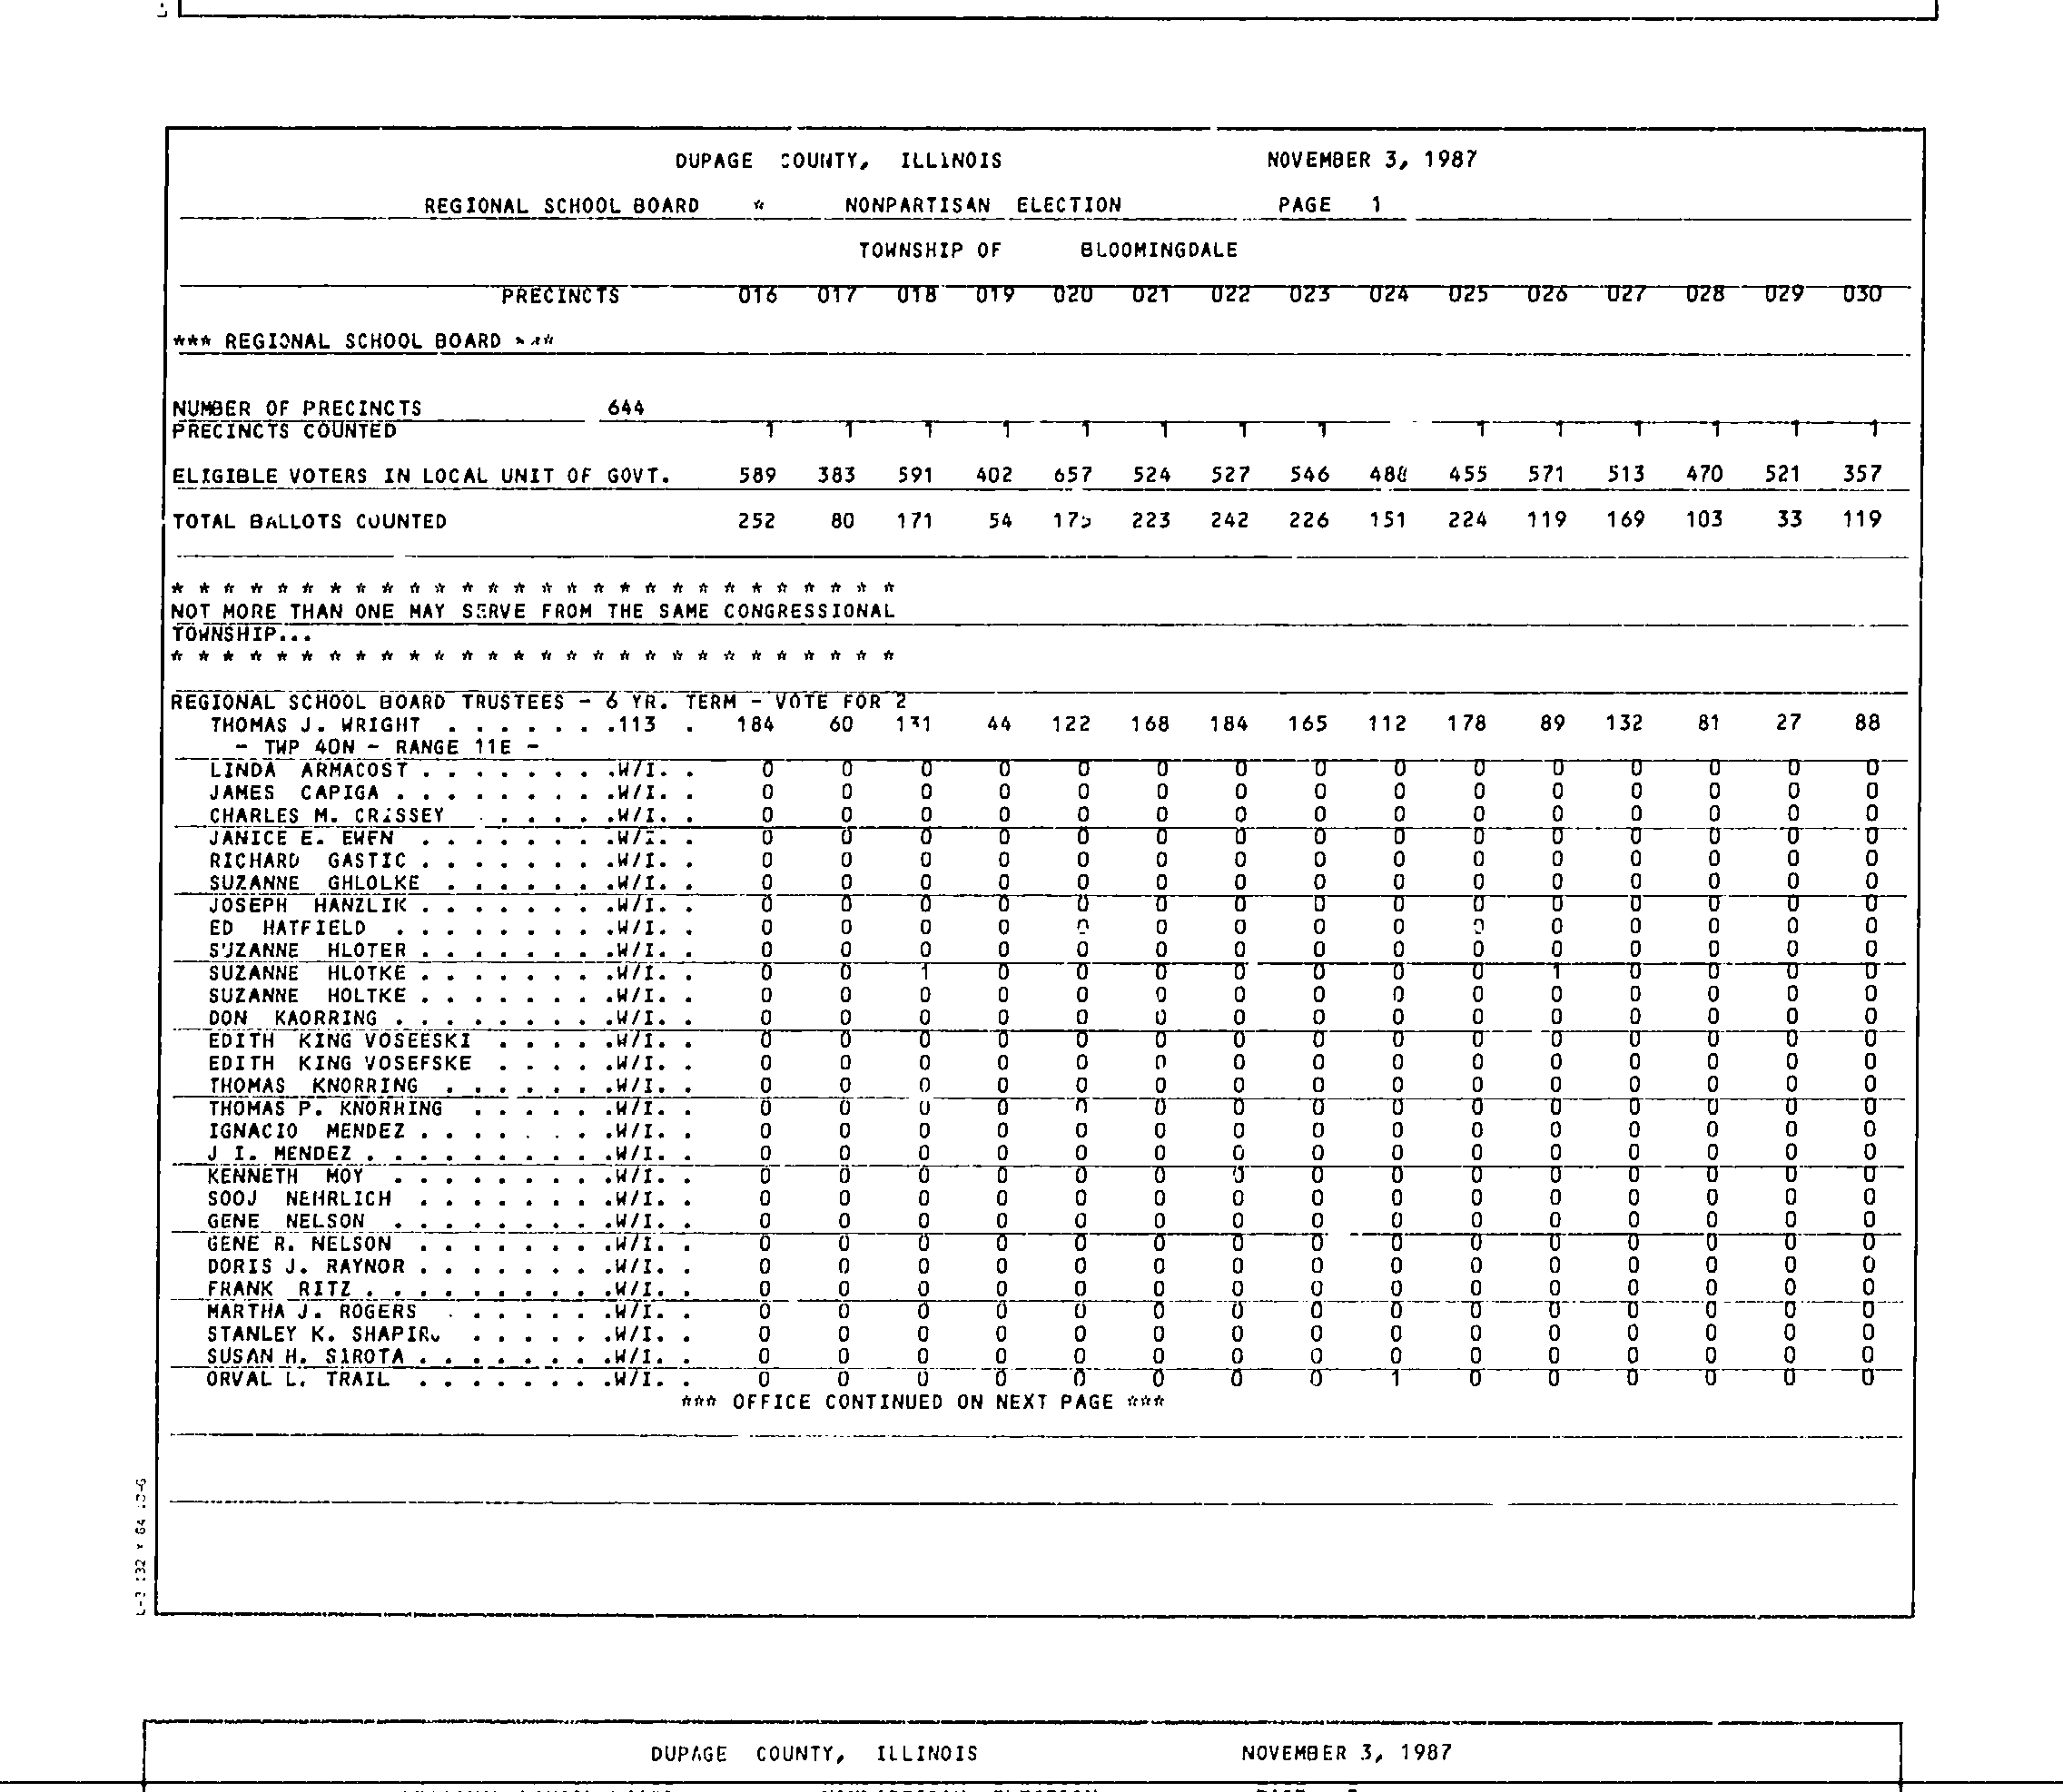 DUPAGE COUNTY, ILLINOIS NOVEMBER 3, 1987
REGIONAL SCHOOL BOARD * NONPARTISAN ELECTION PAGE 1
TOWNSHIP OF BLOOMINGDALE
PRECINCTS 016 017 018 019 020 021 022 023 024 025 026 027 028 029 030
*** REGIONAL SCHOOL BOARD ***
NUMBER OF PRECINCTS 644
PRECINCTS COUNTED 1 1 1 1 1 1 1 1 1 1 1 1 1 1
ELIGIBLE VOTERS IN LOCAL UNIT OF GOVT. 589 383 591 402 657 524 527 546 455 571 513 470 521 357
TOTAL BALLOTS COUNTED 252 80 171 54 223 242 226 151 224 119 169 103 33 119
* * * * * * * * * * * * * * * * * * * * * * * * * * * *
NOT MORE THAN ONE MAY SERVE FROM THE SAME CONGRESSIONAL
TOWNSHIP...
* * * * * * * * * * * * * * * * * * * * * * * * * * * *
REGIONAL SCHOOL BOARD TRUSTEES - 6 YR. TERM - VOTE FOR 2
THOMAS J. WRIGHT . . . . . . .113 . 184 60 131 44 122 168 184 165 112 178 89 132 81 27 88
- TWP 40N - RANGE 11E -
LINDA ARMACOST . . . . . . . .W/I. . 0 0 0 0 0 0 0 0 0 0 0 0 0 0 0
JAMES CAPIGA . . . . . . . . .W/I. . 0 0 0 0 0 0 0 0 0 0 0 0 0 0 0
CHARLES M. CRISSEY . . . . . .W/I. . 0 0 0 0 0 0 0 0 0 0 0 0 0 0 0
JANICE E. EWEN . . . . . . . .W/I. . 0 0 0 0 0 0 0 0 0 0 0 0 0 0 0
RICHARD GASTIC . . . . . . . .W/I. . 0 0 0 0 0 0 0 0 0 0 0 0 0 0 0
SUZANNE GHLOLKE . . . . . . .W/I. . 0 0 0 0 0 0 0 0 0 0 0 0 0 0 0
JOSEPH HANZLIK . . . . . . . .W/I. . 0 0 0 0 0 0 0 0 0 0 0 0 0 0 0
ED HATFIELD . . . . . . . . .W/I. . 0 0 0 0 0 0 0 0 0 0 0 0 0 0 0
SUZANNE HLOTER . . . . . . . .W/I. . 0 0 0 0 0 0 0 0 0 0 0 0 0 0 0
SUZANNE HLOTKE . . . . . . . .W/I. . 0 0 1 0 0 0 0 0 0 0 1 0 0 0 0
SUZANNE HOLTKE . . . . . . . .W/I. . 0 0 0 0 0 0 0 0 0 0 0 0 0 0 0
DON KAORRING . . . . . . . . .W/I. . 0 0 0 0 0 0 0 0 0 0 0 0 0 0 0
EDITH KING VOSEESKI . . . . .W/I. . 0 0 0 0 0 0 0 0 0 0 0 0 0 0 0
EDITH KING VOSEFSKE . . . . .W/I. . 0 0 0 0 0 0 0 0 0 0 0 0 0 0 0
THOMAS KNORRING . . . . . . .W/I. . 0 0 0 0 0 0 0 0 0 0 0 0 0 0 0
THOMAS P. KNORRING . . . . . .W/I. . 0 0 0 0 0 0 0 0 0 0 0 0 0 0 0
IGNACIO MENDEZ . . . . . . . .W/I. . 0 0 0 0 0 0 0 0 0 0 0 0 0 0 0
J I. MENDEZ . . . . . . . . . .W/I. . 0 0 0 0 0 0 0 0 0 0 0 0 0 0 0
KENNETH MOY . . . . . . . . .W/I. . 0 0 0 0 0 0 0 0 0 0 0 0 0 0 0
SOOJ NEHRLICH . . . . . . . .W/I. . 0 0 0 0 0 0 0 0 0 0 0 0 0 0 0
GENE NELSON . . . . . . . . .W/I. . 0 0 0 0 0 0 0 0 0 0 0 0 0 0 0
GENE R. NELSON . . . . . . . .W/I. . 0 0 0 0 0 0 0 0 0 0 0 0 0 0 0
DORIS J. RAYNOR . . . . . . . .W/I. . 0 0 0 0 0 0 0 0 0 0 0 0 0 0 0
FRANK RITZ . . . . . . . . . .W/I. . 0 0 0 0 0 0 0 0 0 0 0 0 0 0 0
MARTHA J. ROGERS . . . . . . .W/I. . 0 0 0 0 0 0 0 0 0 0 0 0 0 0 0
STANLEY K. SHAPIRO . . . . . .W/I. . 0 0 0 0 0 0 0 0 0 0 0 0 0 0 0
SUSAN H. SIROTA . . . . . . . .W/I. . 0 0 0 0 0 0 0 0 0 0 0 0 0 0 0
ORVAL L. TRAIL . . . . . . . .W/I. . 0 0 0 0 0 0 0 0 1 0 0 0 0 0 0
*** OFFICE CONTINUED ON NEXT PAGE ***
DUPAGE COUNTY, ILLINOIS NOVEMBER 3, 1987